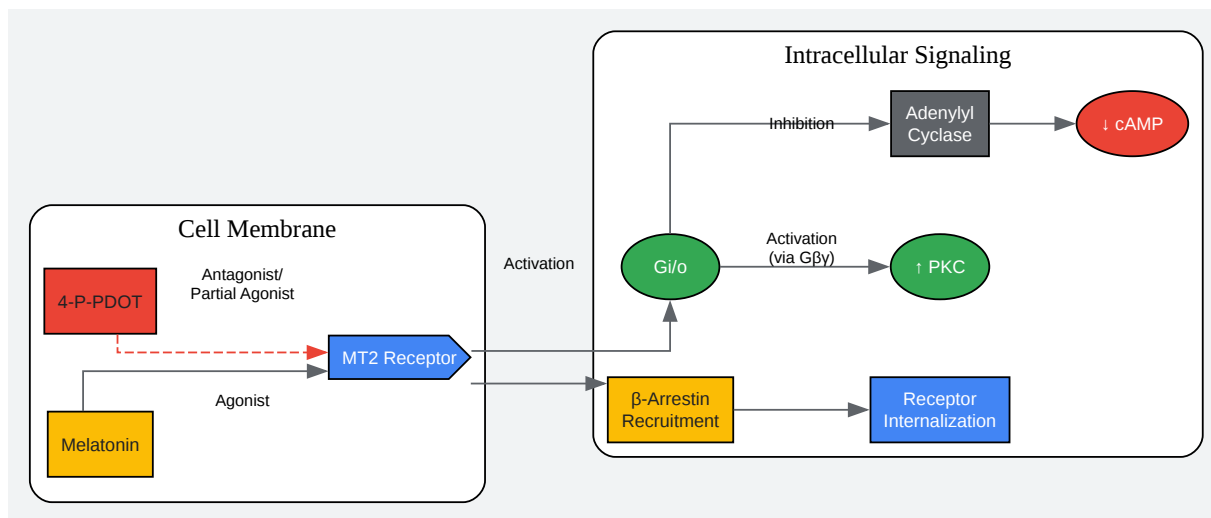 Intracellular Signaling
Adenylyl
Cyclase
Inhibition
↓ cAMP
Cell Membrane
4-P-PDOT
Antagonist/
Partial Agonist
MT2 Receptor
Agonist
Melatonin
Activation
Gi/o
Activation
(via Gβγ)
↑ PKC
β-Arrestin
Recruitment
Receptor
Internalization